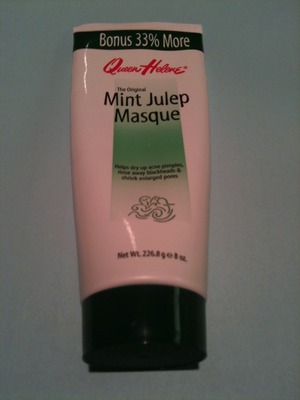 Bonus 33% More
Queen Helene®
The Original
Mint Julep
Masque
Helps dry up acne pimples,
rinse away blackheads &
shrink enlarged pores
Net Wt. 226.8 g e 8 oz.